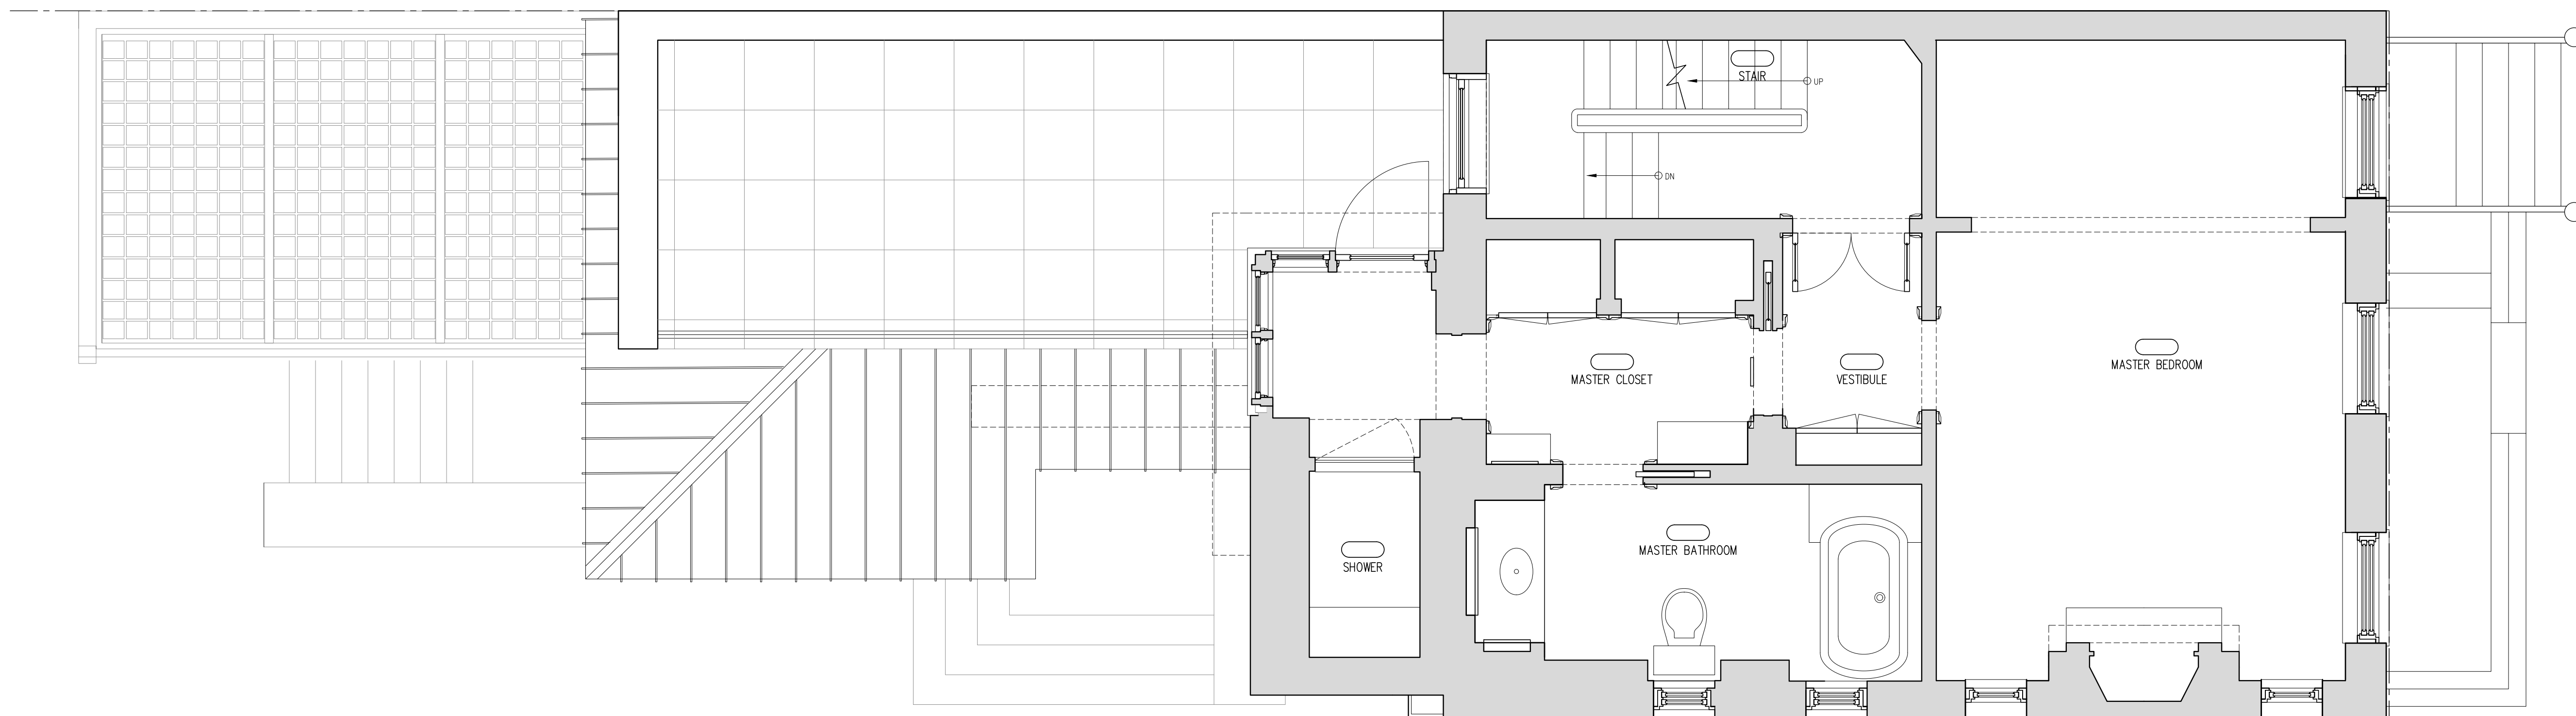 STAIR
UP
DN
MASTER CLOSET
VESTIBULE
MASTER BEDROOM
MASTER BATHROOM
SHOWER